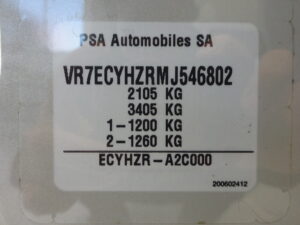 PSA Automobiles SA
VR7ECYHZRMJ546802
2105 KG
3405 KG
1-1200 KG
2-1260 KG
ECYHZR-A2C000
200602412